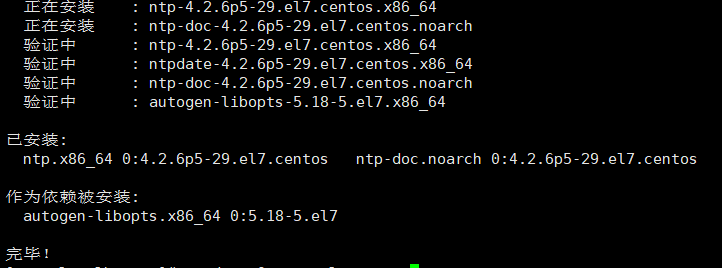 正在安装    : ntp-4.2.6p5-29.el7.centos.x86_64
正在安装    : ntp-doc-4.2.6p5-29.el7.centos.noarch
验证中      : ntp-4.2.6p5-29.el7.centos.x86_64
验证中      : ntpdate-4.2.6p5-29.el7.centos.x86_64
验证中      : ntp-doc-4.2.6p5-29.el7.centos.noarch
验证中      : autogen-libopts-5.18-5.el7.x86_64
已安装:
ntp.x86_64 0:4.2.6p5-29.el7.centos   ntp-doc.noarch 0:4.2.6p5-29.el7.centos
作为依赖被安装:
autogen-libopts.x86_64 0:5.18-5.el7
完毕！